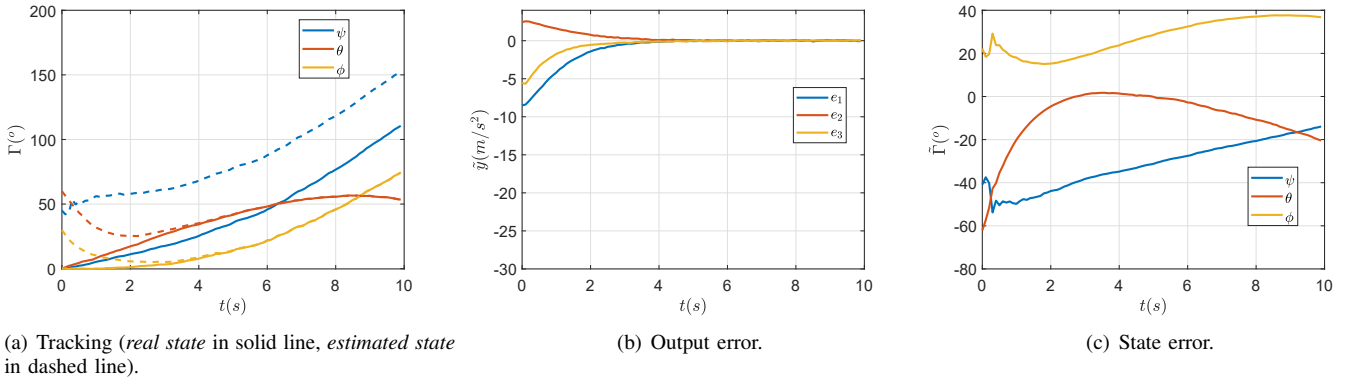 200
150
100
50
0
Γ(°)
ψ
θ
ϕ
0 2 4 6 8 10
t(s)
0
-5
-10
-15
-20
-25
-30
ỹ(m/s²)
e₁
e₂
e₃
0 2 4 6 8 10
t(s)
40
20
0
-20
-40
-60
-80
Γ̃(°)
ψ
θ
ϕ
0 2 4 6 8 10
t(s)
(a) Tracking (real state in solid line, estimated state
in dashed line).
(b) Output error.
(c) State error.